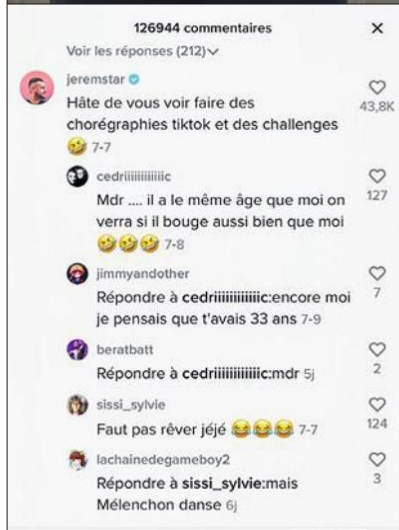 126944 commentaires
Voir les réponses (212)
jeremstar
Hâte de vous voir faire des
chorégraphies tiktok et des challenges
🤣 7-7
43,8K
cedriiiiiiiiiiiiic
Mdr .... il a le même âge que moi on
verra si il bouge aussi bien que moi
🤣🤣🤣 7-8
127
jimmyandother
Répondre à cedriiiiiiiiiiiiic:encore moi
je pensais que t'avais 33 ans 7-9
7
beratbatt
Répondre à cedriiiiiiiiiiiiic:mdr 5j
2
sissi_sylvie
Faut pas rêver jéjé 😂😂😂 7-7
124
lachainedegameboy2
Répondre à sissi_sylvie:mais
Mélenchon danse 6j
3